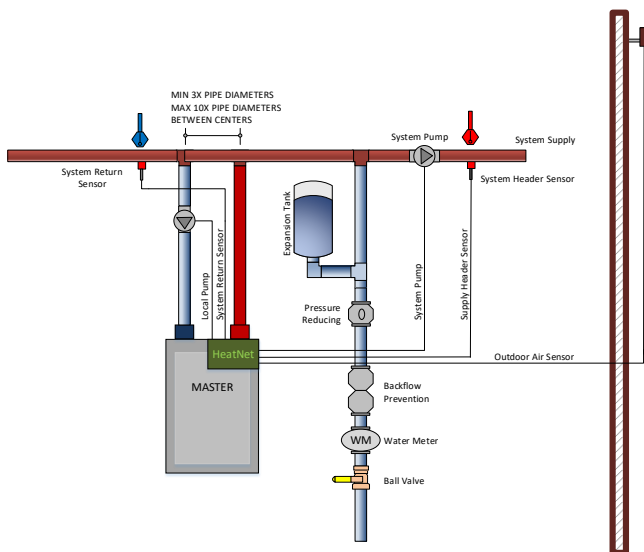 MIN 3X PIPE DIAMETERS
MAX 10X PIPE DIAMETERS
BETWEEN CENTERS
System Pump
System Supply
System Return
Sensor
System Header Sensor
Expansion Tank
Local Pump
System Return Sensor
System Pump
Supply Header Sensor
Pressure
Reducing
HeatNet
Outdoor Air Sensor
MASTER
Backflow
Prevention
WM
Water Meter
Ball Valve